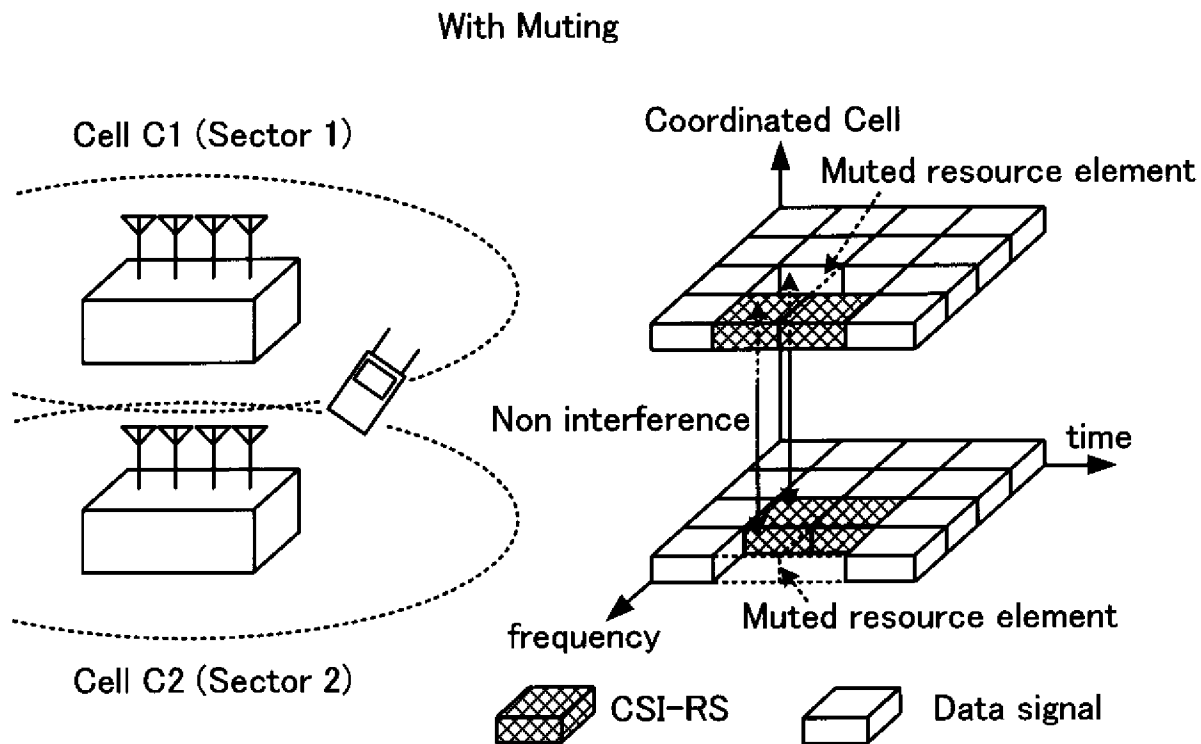 With Muting
Cell C1 (Sector 1)
Coordinated Cell
Muted resource element
Non interference
time
Muted resource element
frequency
Cell C2 (Sector 2)
CSI-RS
Data signal